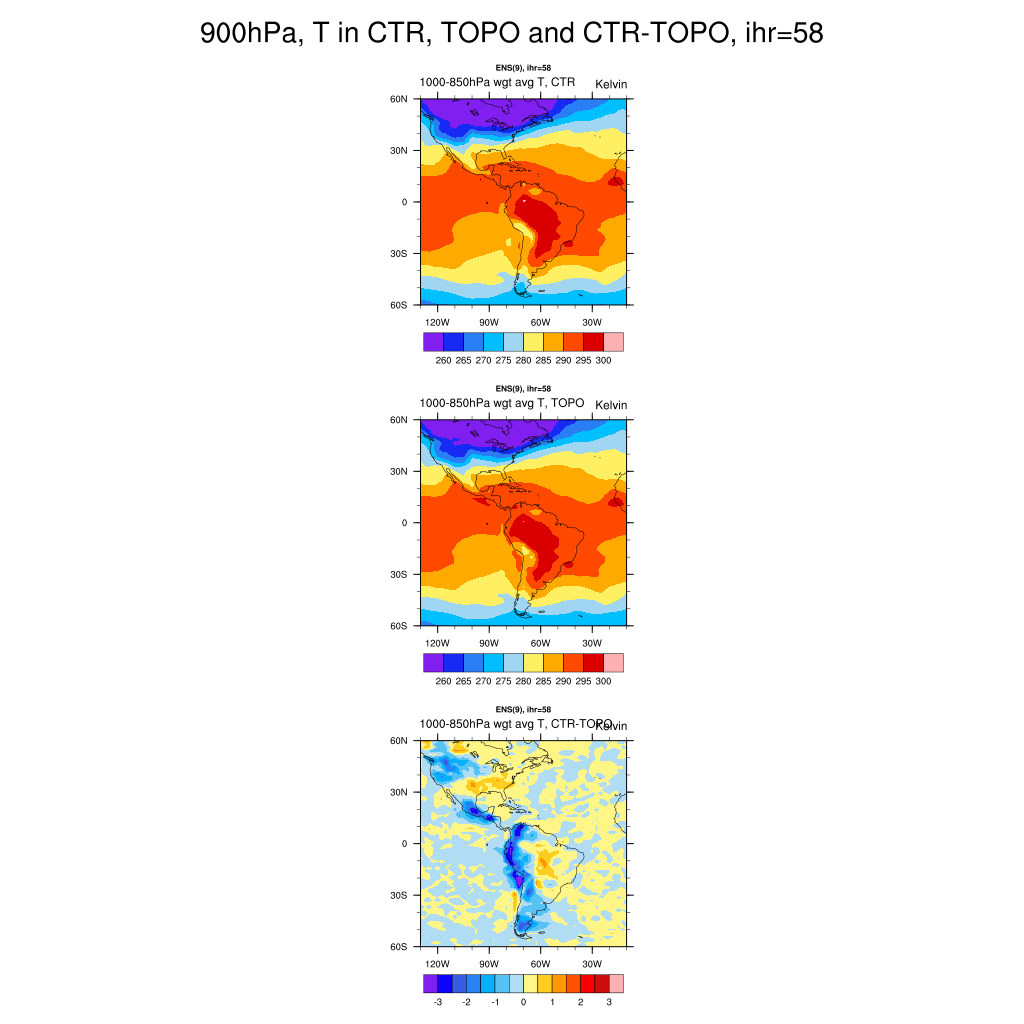 900hPa, T in CTR, TOPO and CTR-TOPO, ihr=58
ENS(9), ihr=58
1000-850hPa wgt avg T, CTR Kelvin
60N
30N
0
30S
60S
120W 90W 60W 30W
260 265 270 275 280 285 290 295 300
ENS(9), ihr=58
1000-850hPa wgt avg T, TOPO Kelvin
60N
30N
0
30S
60S
120W 90W 60W 30W
260 265 270 275 280 285 290 295 300
ENS(9), ihr=58
1000-850hPa wgt avg T, CTR-TOPO Kelvin
60N
30N
0
30S
60S
120W 90W 60W 30W
-3 -2 -1 0 1 2 3